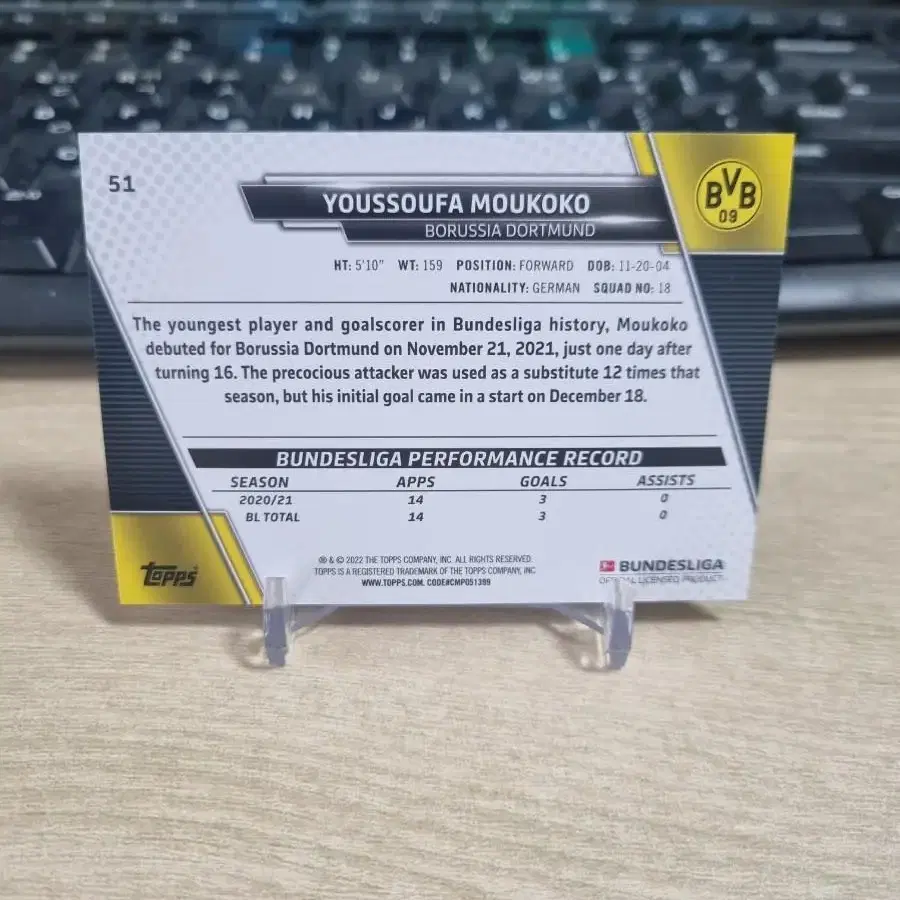 51
YOUSSOUFA MOUKOKO
BORUSSIA DORTMUND
BVB
09
HT: 5'10" WT: 159 POSITION: FORWARD DOB: 11-20-04
NATIONALITY: GERMAN SQUAD NO: 18
The youngest player and goalscorer in Bundesliga history, Moukoko
debuted for Borussia Dortmund on November 21, 2021, just one day after
turning 16. The precocious attacker was used as a substitute 12 times that
season, but his initial goal came in a start on December 18.
BUNDESLIGA PERFORMANCE RECORD
SEASON APPS GOALS ASSISTS
2020/21 14 3 0
BL TOTAL 14 3 0
® & © 2022 THE TOPPS COMPANY, INC. ALL RIGHTS RESERVED.
TOPPS IS A REGISTERED TRADEMARK OF THE TOPPS COMPANY, INC.
WWW.TOPPS.COM. CODE#CMP051309
Topps
BUNDESLIGA
OFFICIAL LICENSED PRODUCT